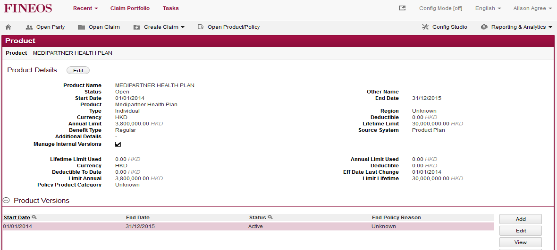 FINEOS Recent Claim Portfolio Tasks Config Mode [off] English Alison Agree
Open Party Open Claim Create Claim Open Product/Policy Config Studio Reporting & Analytics
Product
Product MEDIPARTNER HEALTH PLAN
Product Details Edit
Product Name MEDIPARTNER HEALTH PLAN
Status Open Other Name
Start Date 01/01/2014 End Date 31/12/2015
Product Medipartner Health Plan
Type Individual Region Unknown
Currency HKD Deductible 0.00 HKD
Annual Limit 3,800,000.00 HKD Lifetime Limit 30,000,000.00 HKD
Benefit Type Regular Source System Product Plan
Additional Details -
Manage Internal Versions
Lifetime Limit Used 0.00 HKD Annual Limit Used 0.00 HKD
Currency HKD Deductible 0.00 HKD
Deductible To Date 0.00 HKD Eff Date Last Change 01/01/2014
Limit Annual 3,800,000.00 HKD Limit Lifetime 30,000,000.00 HKD
Policy Product Category Unknown
Product Versions
Start Date End Date Status End Policy Reason Add
01/01/2014 31/12/2015 Active Unknown Edit
View